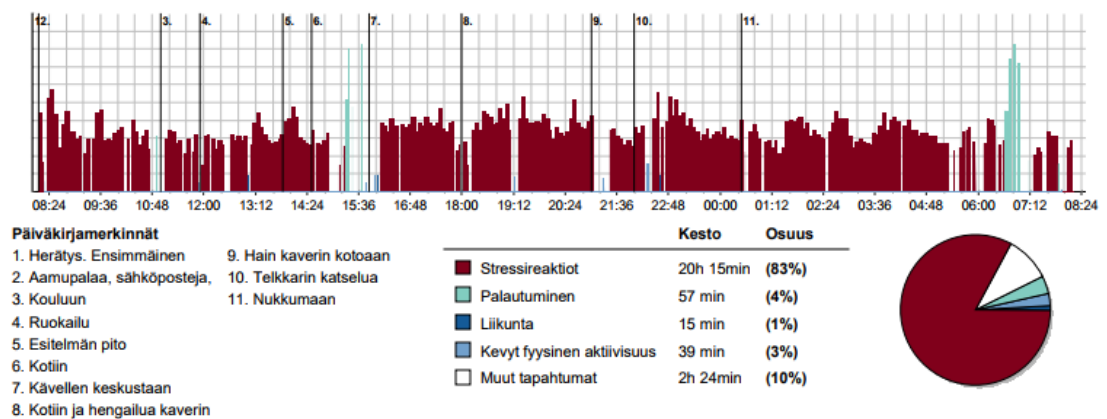 12. 3. 4. 5. 6. 7. 8. 9. 10. 11.
08:24 09:36 10:48 12:00 13:12 14:24 15:36 16:48 18:00 19:12 20:24 21:36 22:48 00:00 01:12 02:24 03:36 04:48 06:00 07:12 08:24
Päiväkirjamerkinnät
1. Herätys. Ensimmäinen
2. Aamupalaa, sähköposteja,
3. Kouluun
4. Ruokailu
5. Esitelmän pito
6. Kotiin
7. Kävellen keskustaan
8. Kotiin ja hengailua kaverin
9. Hain kaverin kotoaan
10. Telkkarin katselua
11. Nukkumaan
Kesto Osuus
Stressireaktiot 20h 15min (83%)
Palautuminen 57 min (4%)
Liikunta 15 min (1%)
Kevyt fyysinen aktiivisuus 39 min (3%)
Muut tapahtumat 2h 24min (10%)